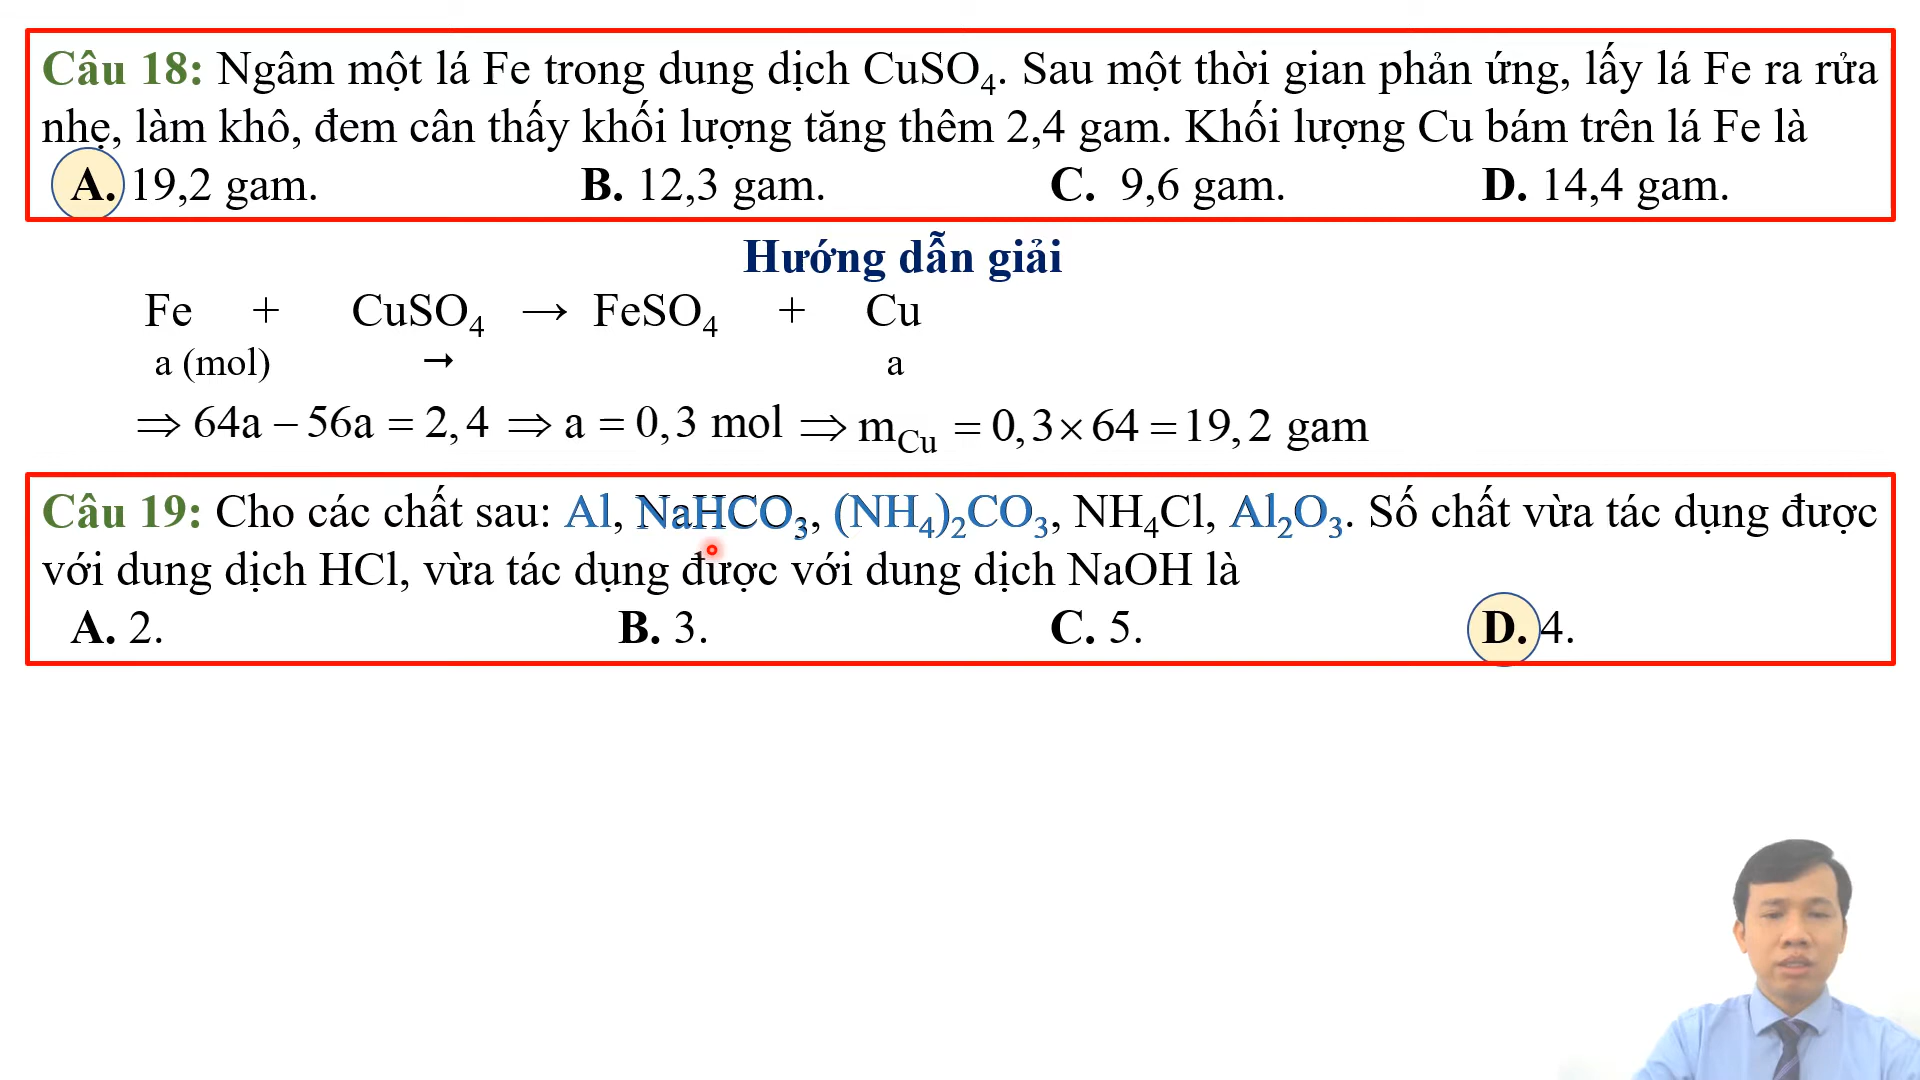 Câu 18: Ngâm một lá Fe trong dung dịch CuSO₄. Sau một thời gian phản ứng, lấy lá Fe ra rửa
nhẹ, làm khô, đem cân thấy khối lượng tăng thêm 2,4 gam. Khối lượng Cu bám trên lá Fe là
A. 19,2 gam. B. 12,3 gam. C. 9,6 gam. D. 14,4 gam.
Hướng dẫn giải
Fe + CuSO₄ → FeSO₄ + Cu
a (mol) → a
⇒ 64a − 56a = 2,4 ⇒ a = 0,3 mol ⇒ m_Cu = 0,3×64 = 19,2 gam
Câu 19: Cho các chất sau: Al, NaHCO₃, (NH₄)₂CO₃, NH₄Cl, Al₂O₃. Số chất vừa tác dụng được
với dung dịch HCl, vừa tác dụng được với dung dịch NaOH là
A. 2. B. 3. C. 5. D. 4.